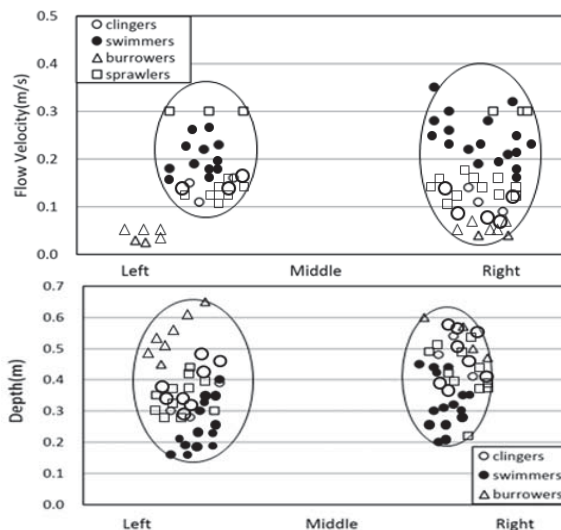 0.5
0.4
0.3
0.2
0.1
0.0
Flow Velocity(m/s)
clingers
swimmers
burrowers
sprawlers
Left Middle Right
0.7
0.6
0.5
0.4
0.3
0.2
0.1
0.0
Depth(m)
clingers
swimmers
burrowers
Left Middle Right